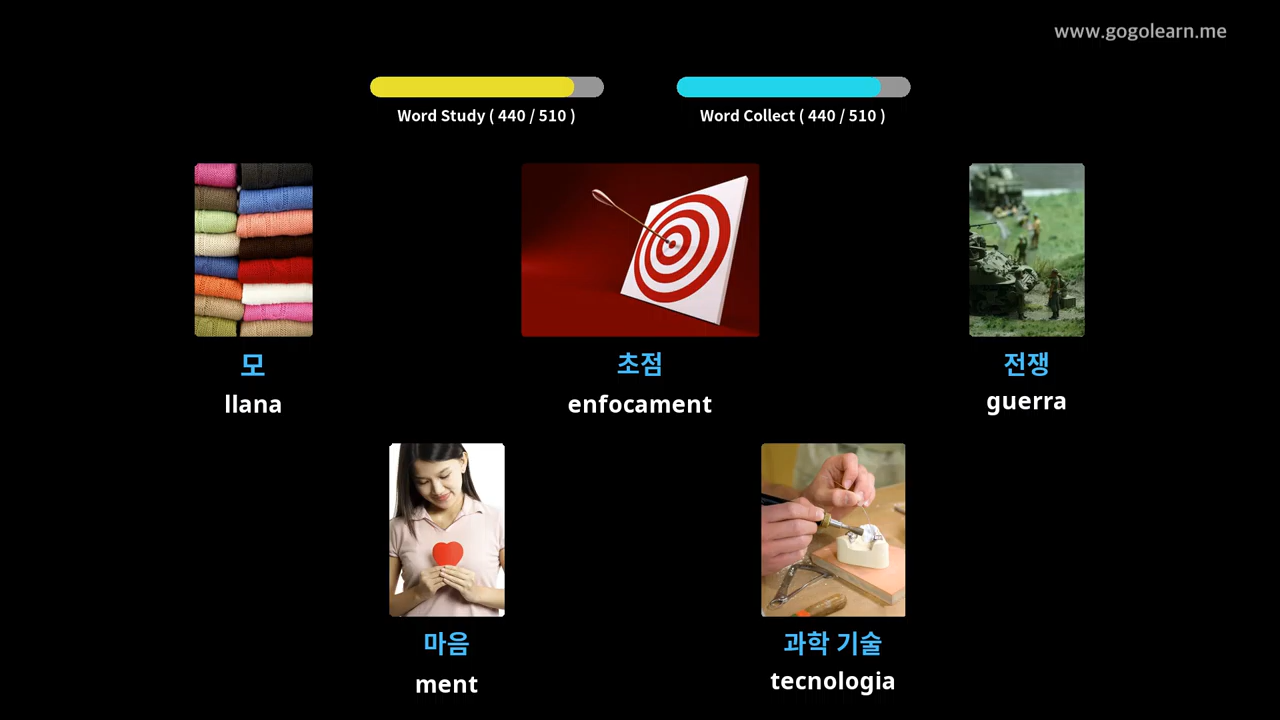 www.gogolearn.me
Word Study ( 440 / 510 )
Word Collect ( 440 / 510 )
모
llana
초점
enfocament
전쟁
guerra
마음
ment
과학 기술
tecnologia